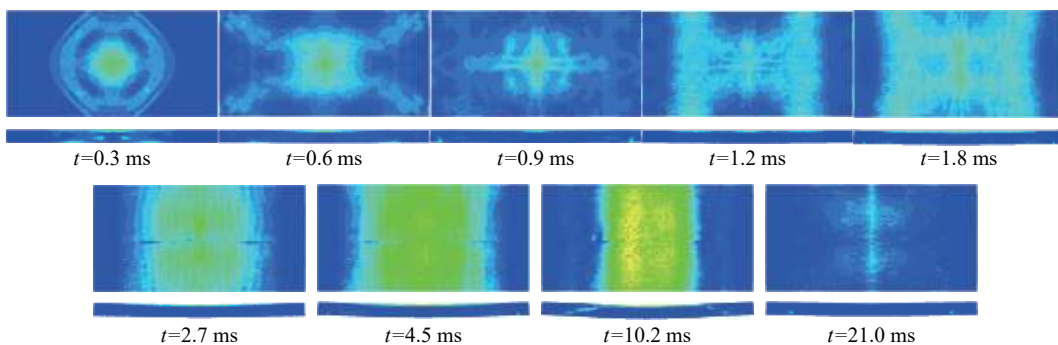 t=0.3 ms
t=0.6 ms
t=0.9 ms
t=1.2 ms
t=1.8 ms
t=2.7 ms
t=4.5 ms
t=10.2 ms
t=21.0 ms